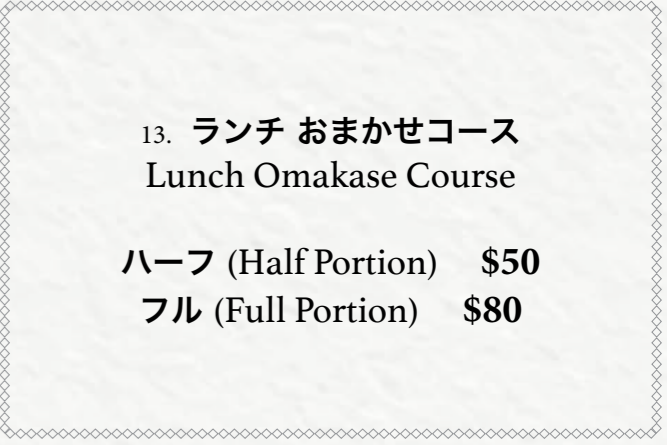 13. ランチ おまかせコース
Lunch Omakase Course
ハーフ (Half Portion) $50
フル (Full Portion) $80